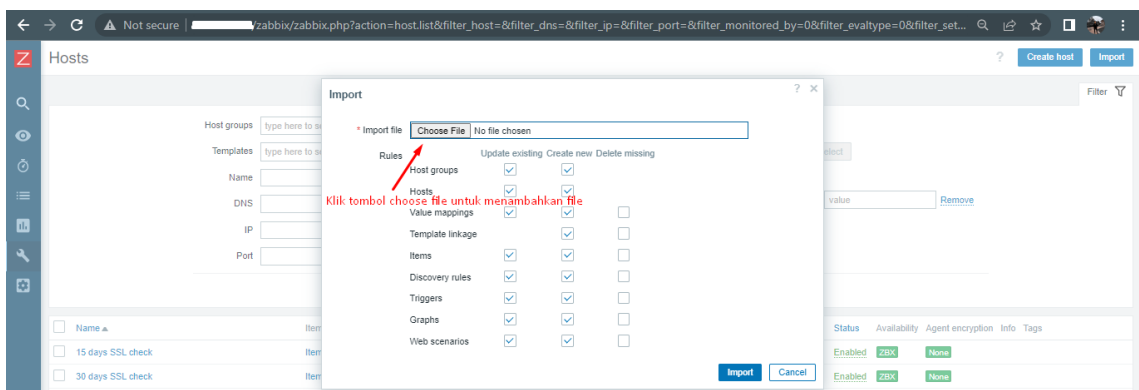 Not secure | /zabbix/zabbix.php?action=host.list&filter_host=&filter_dns=&filter_ip=&filter_port=&filter_monitored_by=0&filter_evaltype=0&filter_set...
Z Hosts ? Create host Import
Filter
Import ? ×
* Import file Choose File No file chosen
Rules Update existing Create new Delete missing
Host groups
Hosts
Klik tombol choose file untuk menambahkan file
Value mappings
Template linkage
Items
Discovery rules
Triggers
Graphs
Web scenarios
Import Cancel
Host groups type here to se
Templates type here to se
Name
DNS
IP
Port
elect
value Remove
Name Item Status Availability Agent encryption Info Tags
15 days SSL check Item Enabled ZBX None
30 days SSL check Item Enabled ZBX None